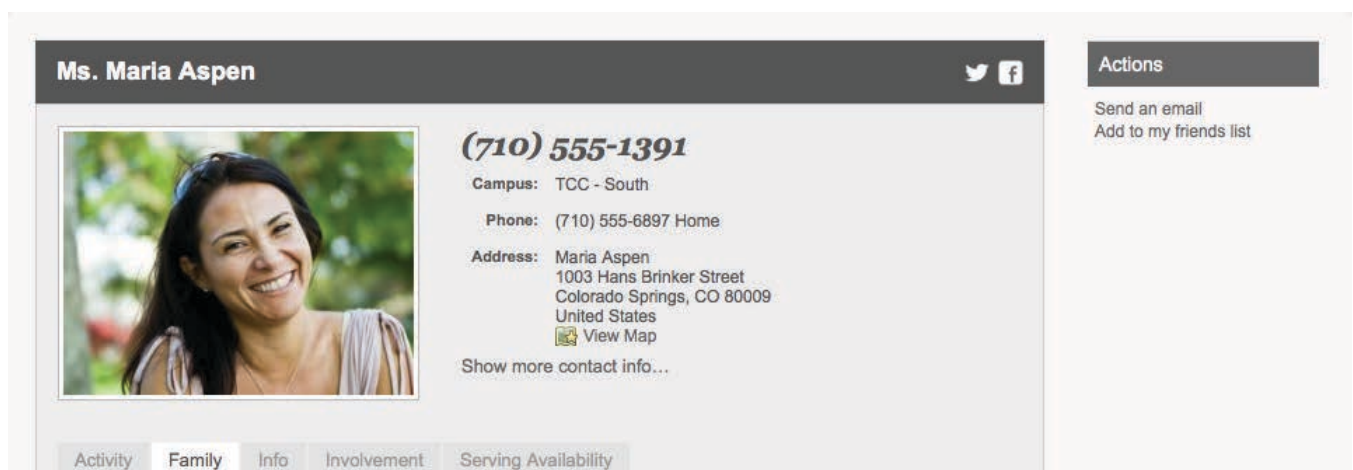 Ms. Maria Aspen
(710) 555-1391
Campus: TCC - South
Phone: (710) 555-6897 Home
Address: Maria Aspen
1003 Hans Brinker Street
Colorado Springs, CO 80009
United States
View Map
Show more contact info...
Activity Family Info Involvement Serving Availability
Actions
Send an email
Add to my friends list